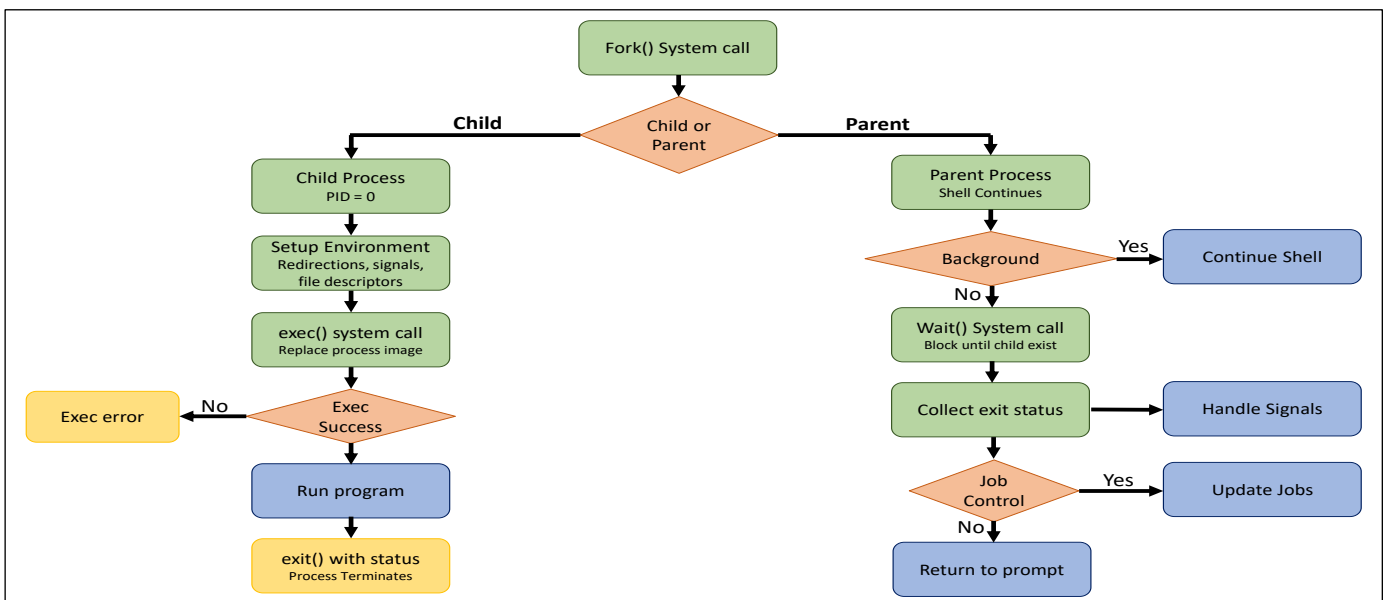 Fork() System call
Child or
Parent
Child
Parent
Child Process
PID = 0
Setup Environment
Redirections, signals,
file descriptors
exec() system call
Replace process image
Exec
Success
No
Exec error
Run program
exit() with status
Process Terminates
Parent Process
Shell Continues
Background
Yes
Continue Shell
No
Wait() System call
Block until child exist
Collect exit status
Handle Signals
Job
Control
Yes
Update Jobs
No
Return to prompt